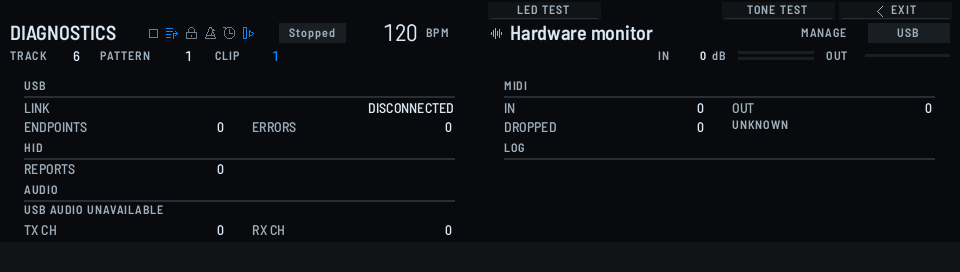 LED TEST TONE TEST EXIT
DIAGNOSTICS Stopped 120 BPM Hardware monitor MANAGE USB
TRACK 6 PATTERN 1 CLIP 1 IN 0 dB OUT
USB
LINK DISCONNECTED
ENDPOINTS 0 ERRORS 0
HID
REPORTS 0
AUDIO
USB AUDIO UNAVAILABLE
TX CH 0 RX CH 0
MIDI
IN 0 OUT 0
DROPPED 0 UNKNOWN
LOG